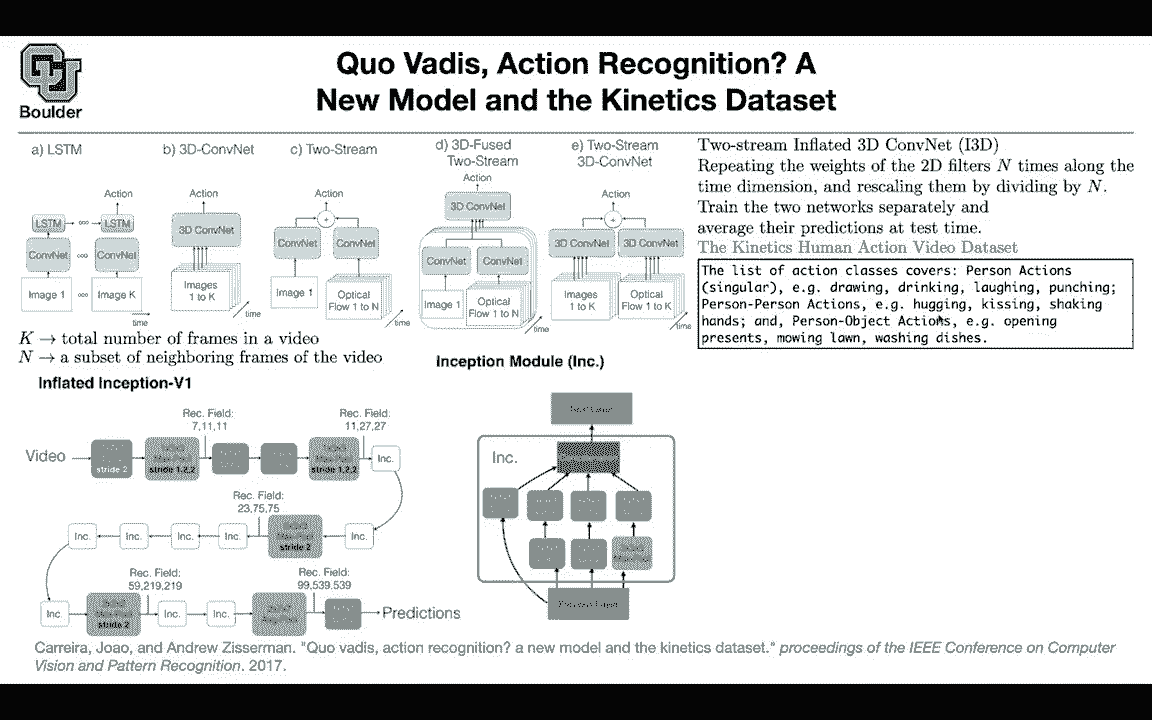 Boulder
Quo Vadis, Action Recognition? A
New Model and the Kinetics Dataset
a) LSTM
b) 3D-ConvNet
c) Two-Stream
d) 3D-Fused
Two-Stream
e) Two-Stream
3D-ConvNet
Action
LSTM
LSTM
ConvNet
ConvNet
Image 1
Image K
time
Action
3D ConvNet
Images
1 to K
time
Action
+
ConvNet
ConvNet
Image 1
Optical
Flow 1 to N
time
Action
3D ConvNet
ConvNet
ConvNet
Image 1
Optical
Flow 1 to N
time
Action
+
3D ConvNet
3D ConvNet
Images
1 to K
Optical
Flow 1 to K
time
K → total number of frames in a video
N → a subset of neighboring frames of the video
Two-stream Inflated 3D ConvNet (I3D)
Repeating the weights of the 2D filters N times along the
time dimension, and rescaling them by dividing by N.
Train the two networks separately and
average their predictions at test time.
The Kinetics Human Action Video Dataset
The list of action classes covers: Person Actions
(singular), e.g. drawing, drinking, laughing, punching;
Person-Person Actions, e.g. hugging, kissing, shaking
hands; and, Person-Object Actions, e.g. opening
presents, mowing lawn, washing dishes.
Inflated Inception-V1
Video
stride 2
stride 1,2,2
Rec. Field:
7,11,11
stride 1,2,2
Rec. Field:
11,27,27
Inc.
Inc.
stride 2
Rec. Field:
23,75,75
Inc.
Inc.
Inc.
Inc.
Inc.
stride 2
Rec. Field:
59,219,219
Inc.
Inc.
Rec. Field:
99,539,539
Predictions
Inception Module (Inc.)
Inc.
Carreira, Joao, and Andrew Zisserman. "Quo vadis, action recognition? a new model and the kinetics dataset." proceedings of the IEEE Conference on Computer
Vision and Pattern Recognition. 2017.